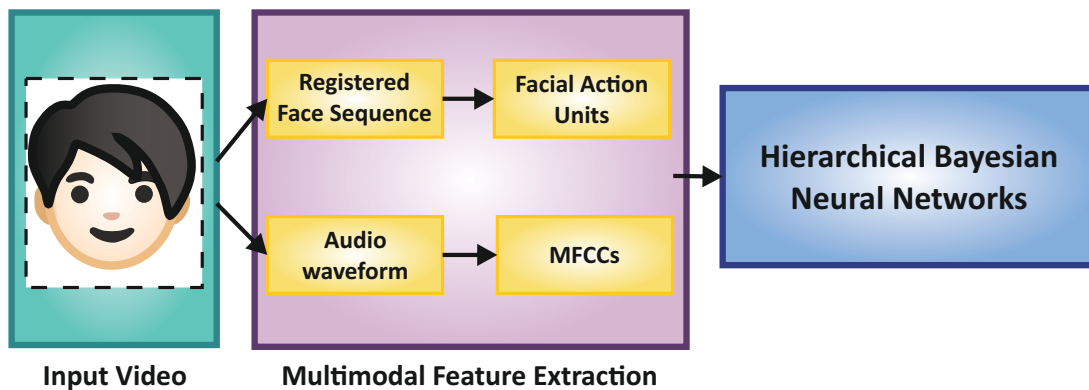 Registered
Face Sequence
Facial Action
Units
Audio
waveform
MFCCs
Hierarchical Bayesian
Neural Networks
Input Video
Multimodal Feature Extraction